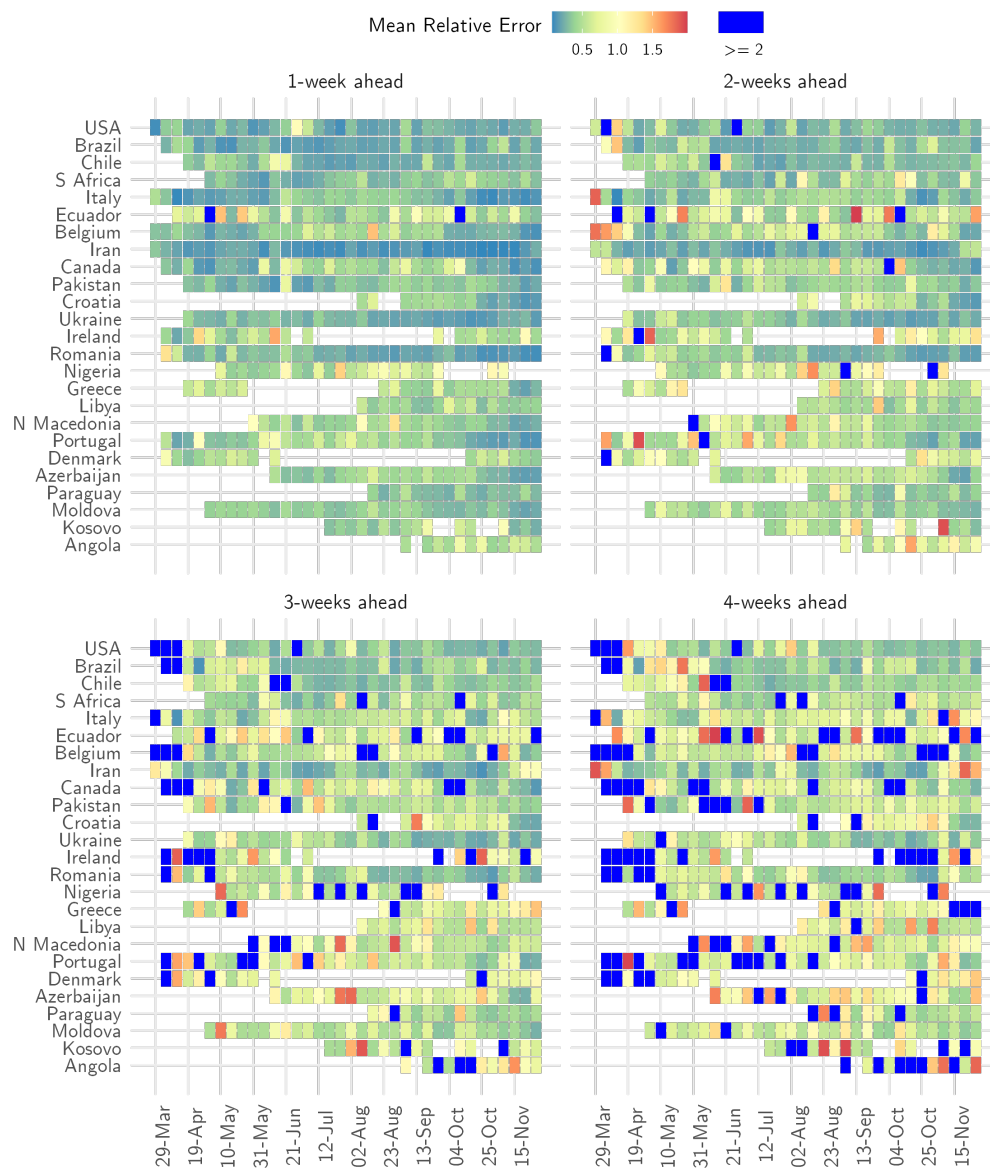 Mean Relative Error
0.5 1.0 1.5 >= 2
1-week ahead 2-weeks ahead
USA
Brazil
Chile
S Africa
Italy
Ecuador
Belgium
Iran
Canada
Pakistan
Croatia
Ukraine
Ireland
Romania
Nigeria
Greece
Libya
N Macedonia
Portugal
Denmark
Azerbaijan
Paraguay
Moldova
Kosovo
Angola
3-weeks ahead 4-weeks ahead
USA
Brazil
Chile
S Africa
Italy
Ecuador
Belgium
Iran
Canada
Pakistan
Croatia
Ukraine
Ireland
Romania
Nigeria
Greece
Libya
N Macedonia
Portugal
Denmark
Azerbaijan
Paraguay
Moldova
Kosovo
Angola
29-Mar 19-Apr 10-May 31-May 21-Jun 12-Jul 02-Aug 23-Aug 13-Sep 04-Oct 25-Oct 15-Nov 29-Mar 19-Apr 10-May 31-May 21-Jun 12-Jul 02-Aug 23-Aug 13-Sep 04-Oct 25-Oct 15-Nov